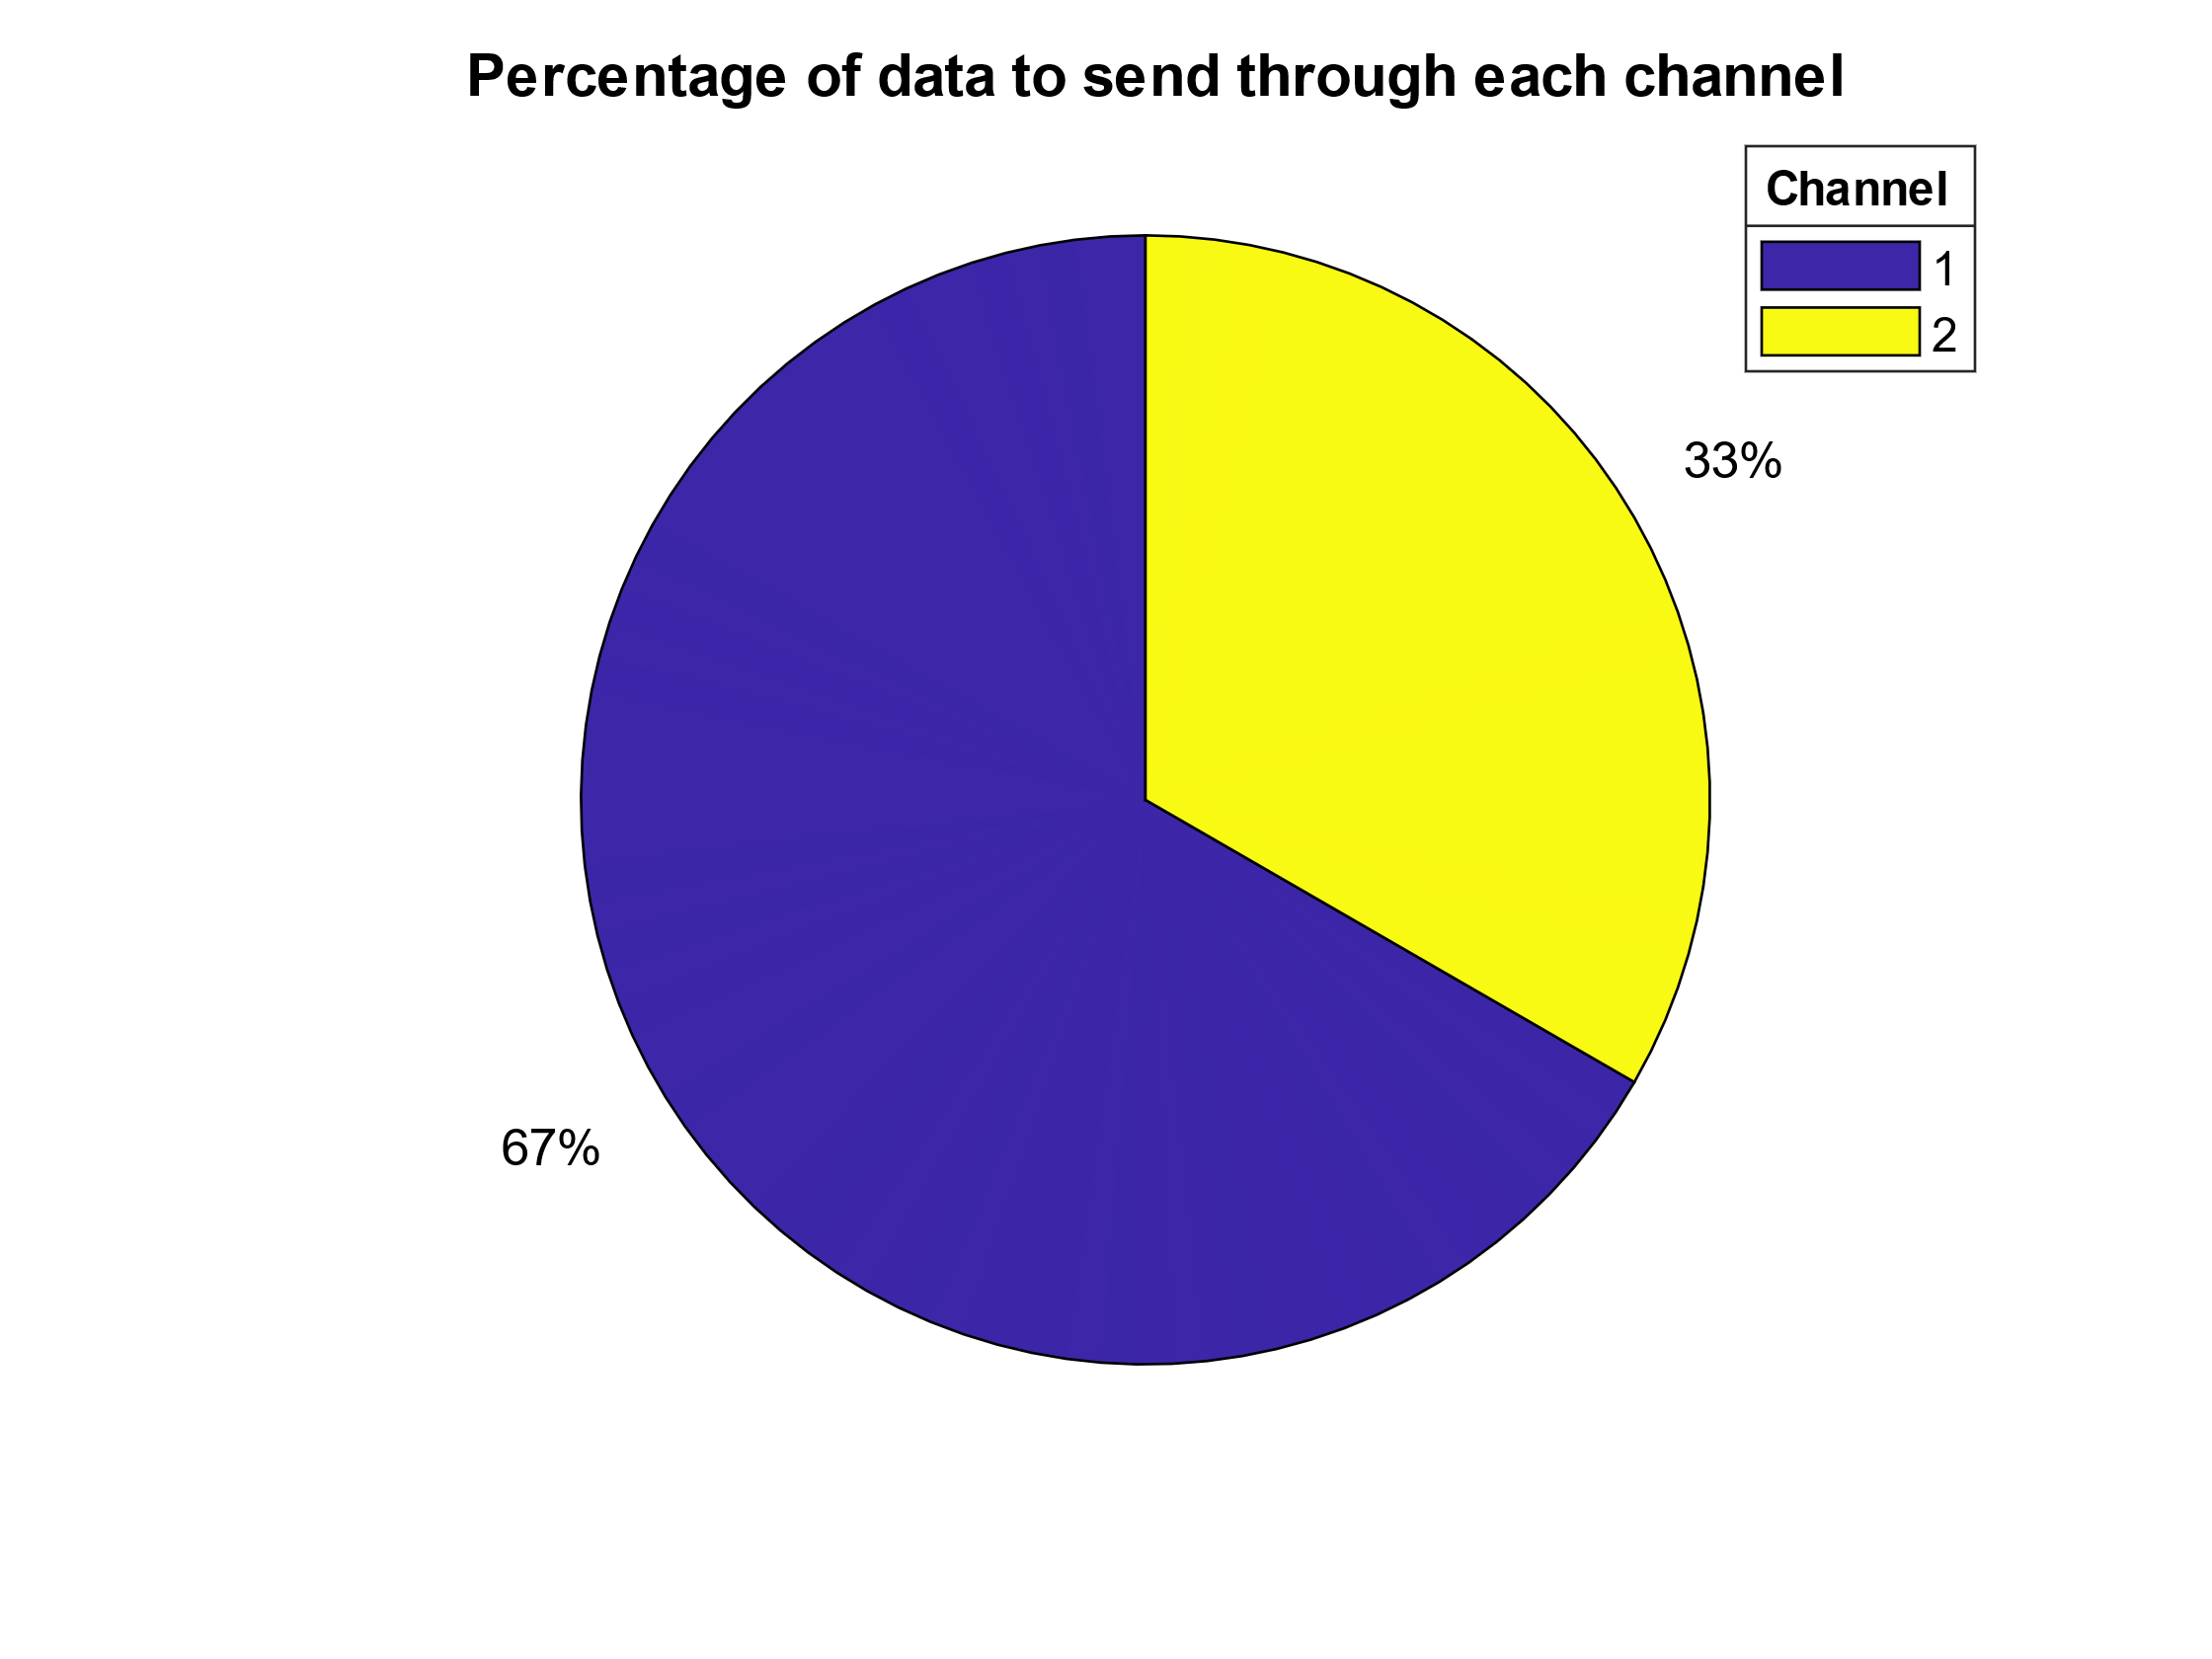 Percentage of data to send through each channel
Channel
1
2
33%
67%